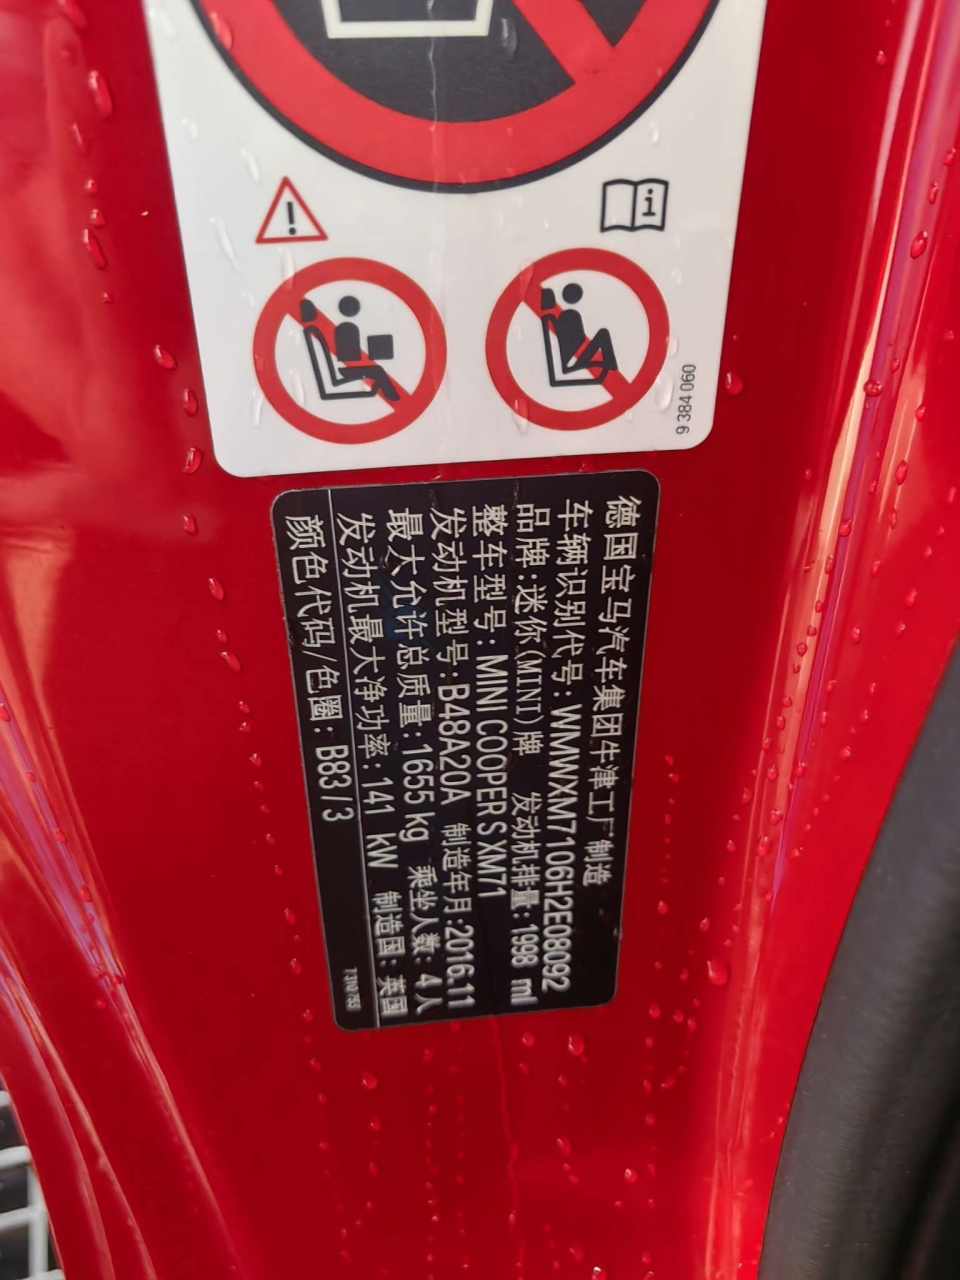 9 384 060
德国宝马汽车集团牛津工厂制造
车辆识别代号: WMWXM7106H2E08092
品牌:迷你(MINI)牌 发动机排量:1998 ml
整车型号: MINI COOPER S XM71
发动机型号: B48A20A 制造年月:2016.11
最大允许总质量:1655 kg 乘坐人数: 4人
发动机最大净功率: 141 kW 制造国: 英国
颜色代码/色圈: B83/3